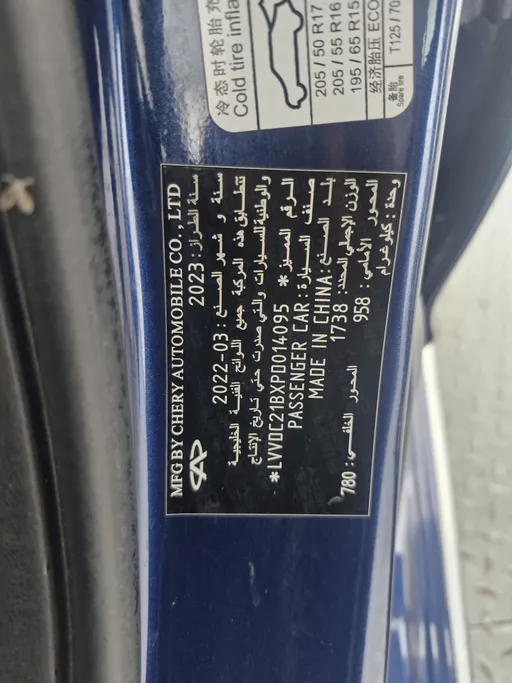 冷态时轮胎充
Cold tire infla
205 / 50 R17
205 / 55 R16
195 / 65 R15
经济胎压 ECO
备胎 T125 / 70
Spare tire
MFG BY CHERY AUTOMOBILE CO., LTD
سنة الطراز: 2023
سنة و شهر الصنع: 2022-03
تتطابق هذه المركبة جميع اللوائح الفنية الخليجية
والوطنية للسيارات والتي صدرت حتى تاريخ الإنتاج
الرقم المميز: *LVVDC21BXPD014095*
صنف السيارة: PASSENGER CAR
بلد الصنع: MADE IN CHINA
الوزن الإجمالي المحدد: 1738
المحور الأمامي: 958 المحور الخلفي: 780
وحدة: كيلوغرام